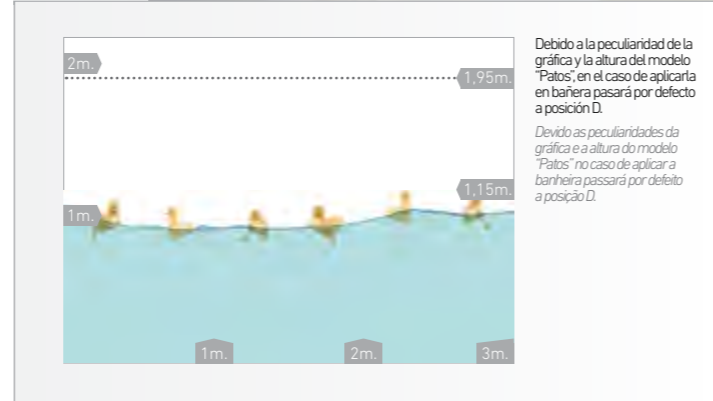 2m.
1,95m.
1,15m.
1m.
1m.
2m.
3m.
Debido a la peculiaridad de la
gráfica y la altura del modelo
"Patos", en el caso de aplicarla
en bañera pasará por defecto
a posición D.
Devido as peculiaridades da
gráfica e a altura do modelo
"Patos" no caso de aplicar a
banheira passará por defeito
a posição D.